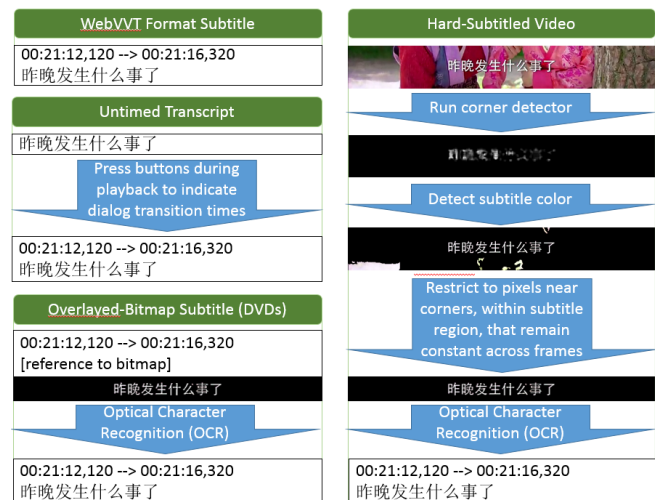 WebVVT Format Subtitle
00:21:12,120 --> 00:21:16,320
昨晚发生什么事了
Untimed Transcript
昨晚发生什么事了
Press buttons during
playback to indicate
dialog transition times
00:21:12,120 --> 00:21:16,320
昨晚发生什么事了
Overlayed-Bitmap Subtitle (DVDs)
00:21:12,120 --> 00:21:16,320
[reference to bitmap]
昨晚发生什么事了
Optical Character
Recognition (OCR)
00:21:12,120 --> 00:21:16,320
昨晚发生什么事了
Hard-Subtitled Video
昨晚发生什么事了
Run corner detector
昨晚发生什么事了
Detect subtitle color
昨晚发生什么事了
Restrict to pixels near
corners, within subtitle
region, that remain
constant across frames
昨晚发生什么事了
Optical Character
Recognition (OCR)
00:21:12,120 --> 00:21:16,320
昨晚发生什么事了